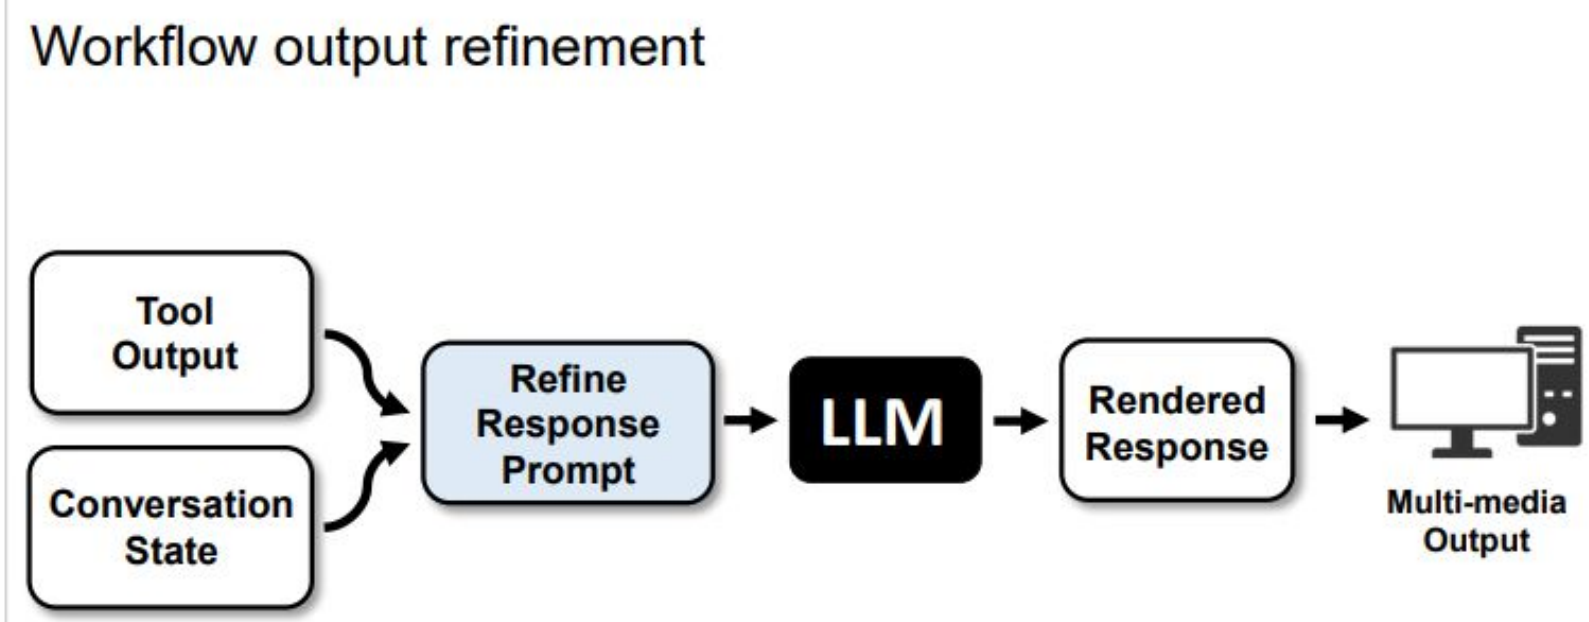 Workflow output refinement
Tool
Output
Conversation
State
Refine
Response
Prompt
LLM
Rendered
Response
Multi-media
Output